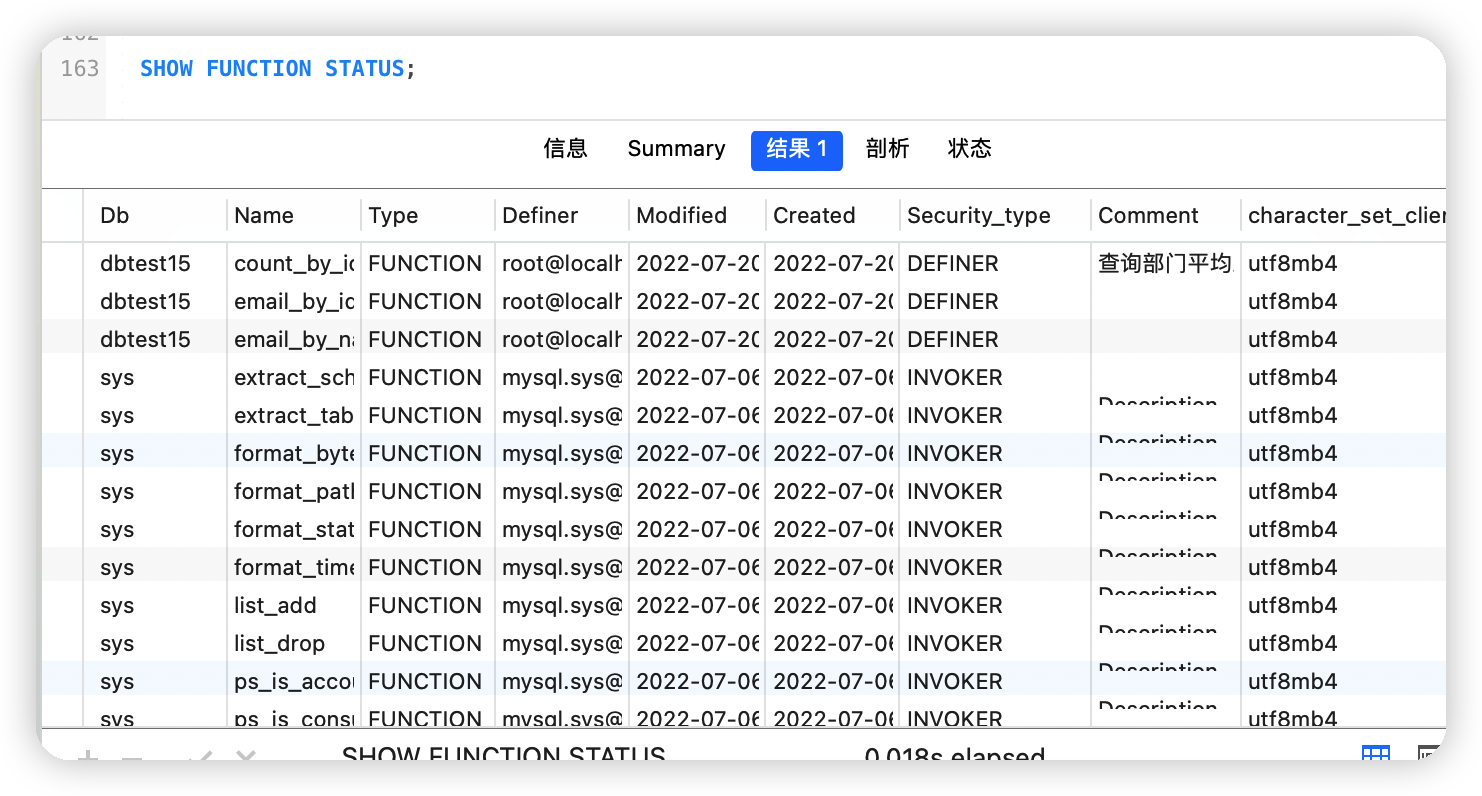 163 SHOW FUNCTION STATUS;
信息 Summary 结果 1 剖析 状态
Db Name Type Definer Modified Created Security_type Comment character_set_clier
dbtest15 count_by_ic FUNCTION root@localh 2022-07-20 2022-07-20 DEFINER 查询部门平均 utf8mb4
dbtest15 email_by_ic FUNCTION root@localh 2022-07-20 2022-07-20 DEFINER utf8mb4
dbtest15 email_by_na FUNCTION root@localh 2022-07-20 2022-07-20 DEFINER utf8mb4
sys extract_sch FUNCTION mysql.sys@ 2022-07-06 2022-07-06 INVOKER utf8mb4
sys extract_tab FUNCTION mysql.sys@ 2022-07-06 2022-07-06 INVOKER Description utf8mb4
sys format_byte FUNCTION mysql.sys@ 2022-07-06 2022-07-06 INVOKER Description utf8mb4
sys format_patl FUNCTION mysql.sys@ 2022-07-06 2022-07-06 INVOKER Description utf8mb4
sys format_stat FUNCTION mysql.sys@ 2022-07-06 2022-07-06 INVOKER Description utf8mb4
sys format_time FUNCTION mysql.sys@ 2022-07-06 2022-07-06 INVOKER Description utf8mb4
sys list_add FUNCTION mysql.sys@ 2022-07-06 2022-07-06 INVOKER Description utf8mb4
sys list_drop FUNCTION mysql.sys@ 2022-07-06 2022-07-06 INVOKER Description utf8mb4
sys ps_is_accou FUNCTION mysql.sys@ 2022-07-06 2022-07-06 INVOKER Description utf8mb4
sys ps_is_consu FUNCTION mysql.sys@ 2022-07-06 2022-07-06 INVOKER Description utf8mb4
SHOW FUNCTION STATUS 0.018s elapsed